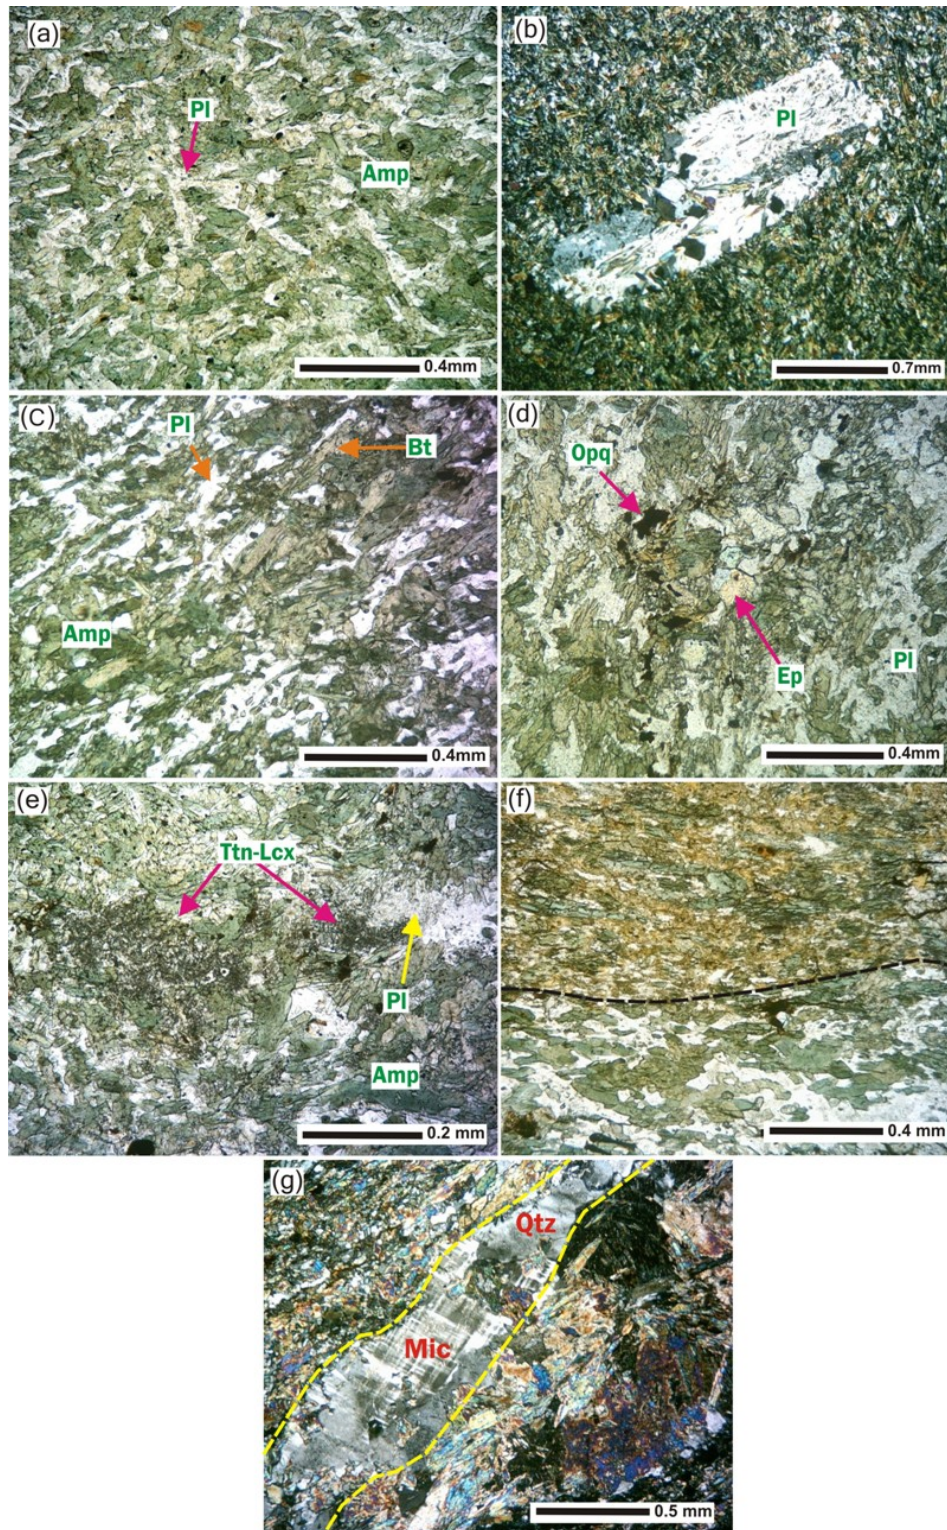 (a)
Pl
Amp
0.4mm
(b)
Pl
0.7mm
(C)
Pl
Bt
Amp
0.4mm
(d)
Opq
Ep
Pl
0.4mm
(e)
Ttn-Lcx
Pl
Amp
0.2 mm
(f)
0.4 mm
(g)
Qtz
Mic
0.5 mm